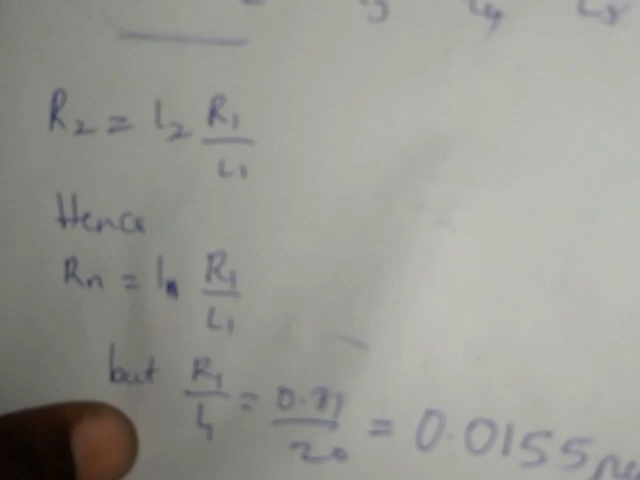 R₂ = l₂ R₁/L₁
Hence
Rn = ln R₁/L₁
but R₁/L₁ = 0.31/20 = 0.0155